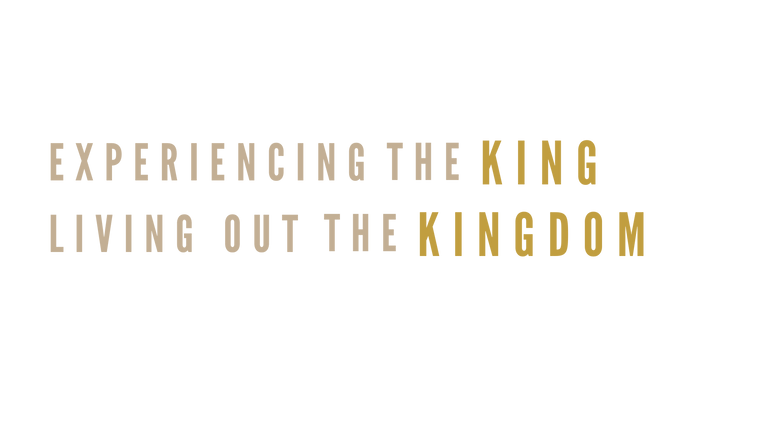 EXPERIENCING THE KING
LIVING OUT THE KINGDOM